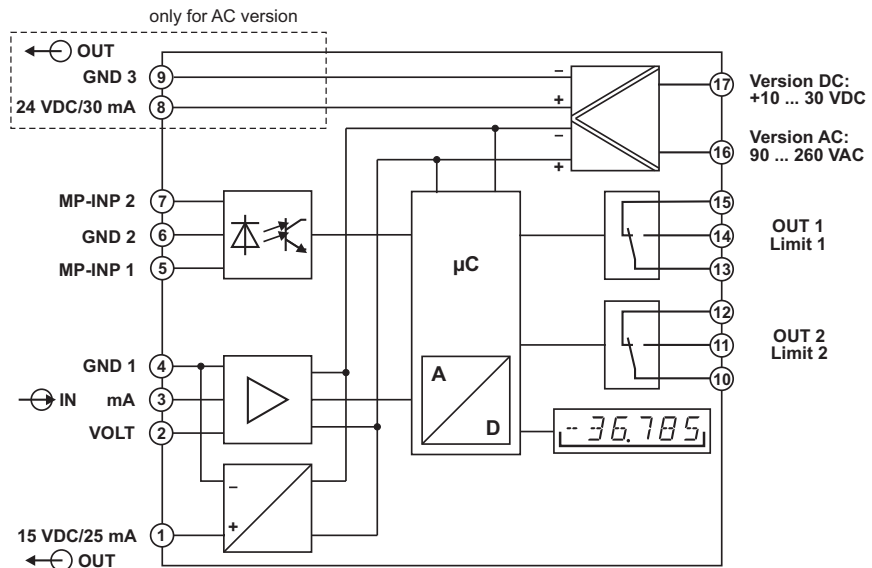 only for AC version
OUT
GND 3
9
24 VDC/30 mA
8
–
+
–
+
17
Version DC:
+10 ... 30 VDC
16
Version AC:
90 ... 260 VAC
MP-INP 2
7
GND 2
6
MP-INP 1
5
µC
15
14
13
OUT 1
Limit 1
12
11
10
OUT 2
Limit 2
GND 1
4
IN
mA
3
VOLT
2
A
D
- 36.785
–
+
15 VDC/25 mA
1
OUT